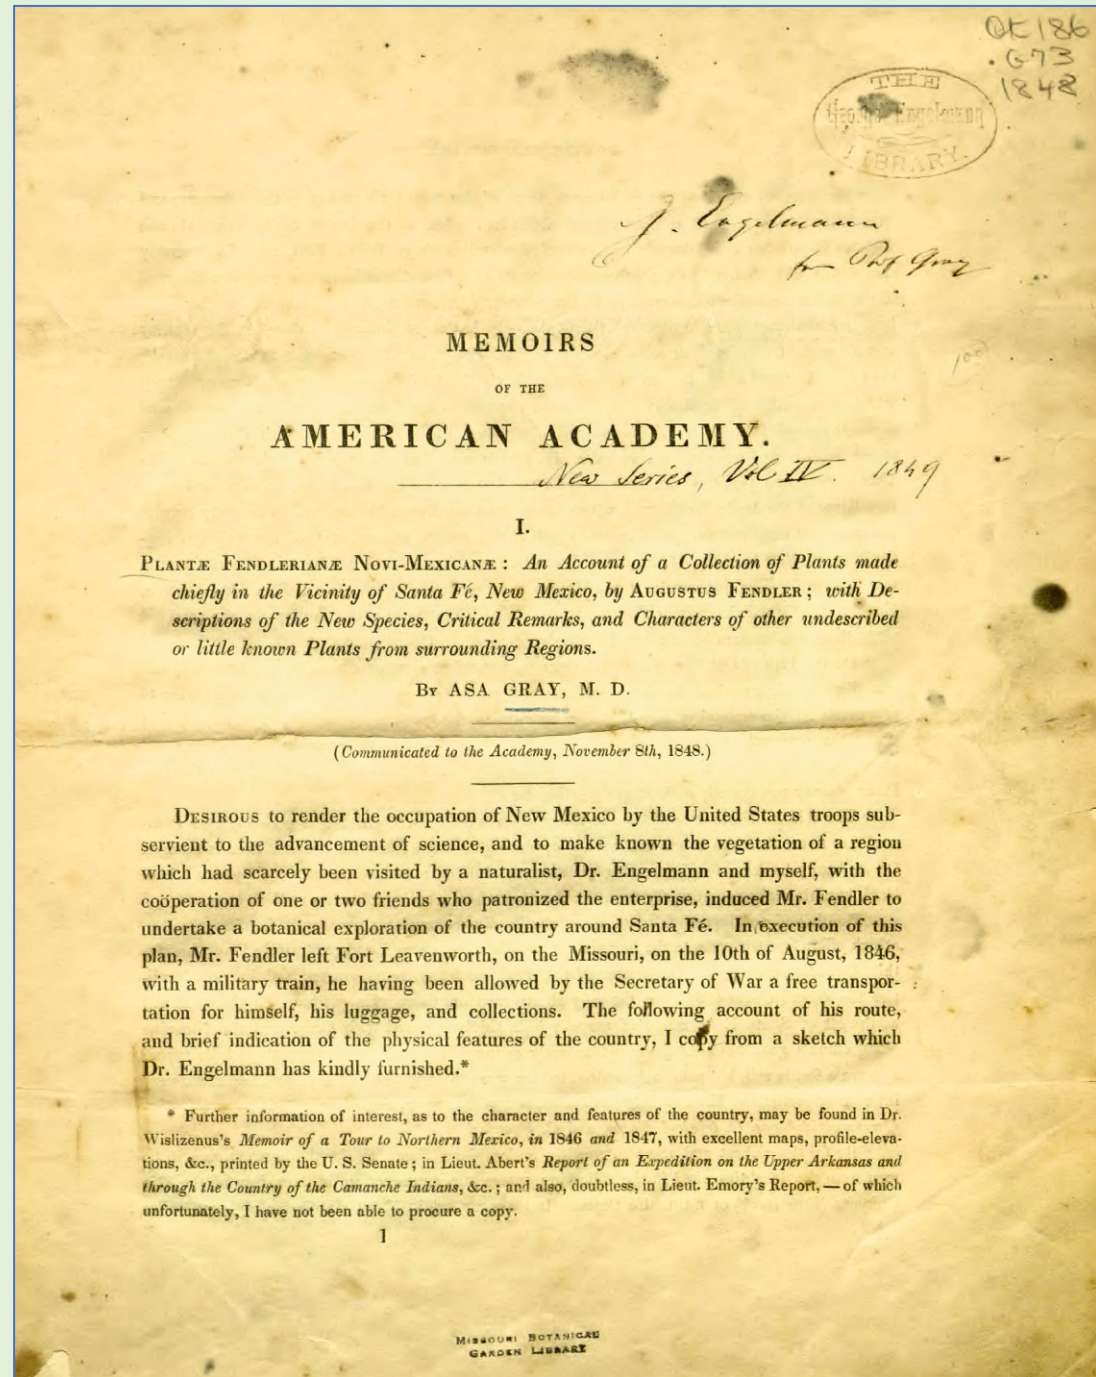 QK186
.G73
1848
THE
George Engelmann
LIBRARY.
G. Engelmann
from Prof Gray
MEMOIRS
OF THE
100
AMERICAN ACADEMY.
New Series, Vol IV. 1849
I.
PLANTÆ FENDLERIANÆ NOVI-MEXICANÆ: An Account of a Collection of Plants made
chiefly in the Vicinity of Santa Fé, New Mexico, by AUGUSTUS FENDLER; with De-
scriptions of the New Species, Critical Remarks, and Characters of other undescribed
or little known Plants from surrounding Regions.
BY ASA GRAY, M. D.
(Communicated to the Academy, November 8th, 1848.)
DESIROUS to render the occupation of New Mexico by the United States troops sub-
servient to the advancement of science, and to make known the vegetation of a region
which had scarcely been visited by a naturalist, Dr. Engelmann and myself, with the
coöperation of one or two friends who patronized the enterprise, induced Mr. Fendler to
undertake a botanical exploration of the country around Santa Fé. In execution of this
plan, Mr. Fendler left Fort Leavenworth, on the Missouri, on the 10th of August, 1846,
with a military train, he having been allowed by the Secretary of War a free transpor-
tation for himself, his luggage, and collections. The following account of his route,
and brief indication of the physical features of the country, I copy from a sketch which
Dr. Engelmann has kindly furnished.*
* Further information of interest, as to the character and features of the country, may be found in Dr.
Wislizenus's Memoir of a Tour to Northern Mexico, in 1846 and 1847, with excellent maps, profile-eleva-
tions, &c., printed by the U. S. Senate; in Lieut. Abert's Report of an Expedition on the Upper Arkansas and
through the Country of the Camanche Indians, &c.; and also, doubtless, in Lieut. Emory's Report, — of which
unfortunately, I have not been able to procure a copy.
1
MISSOURI BOTANICAL
GARDEN LIBRARY